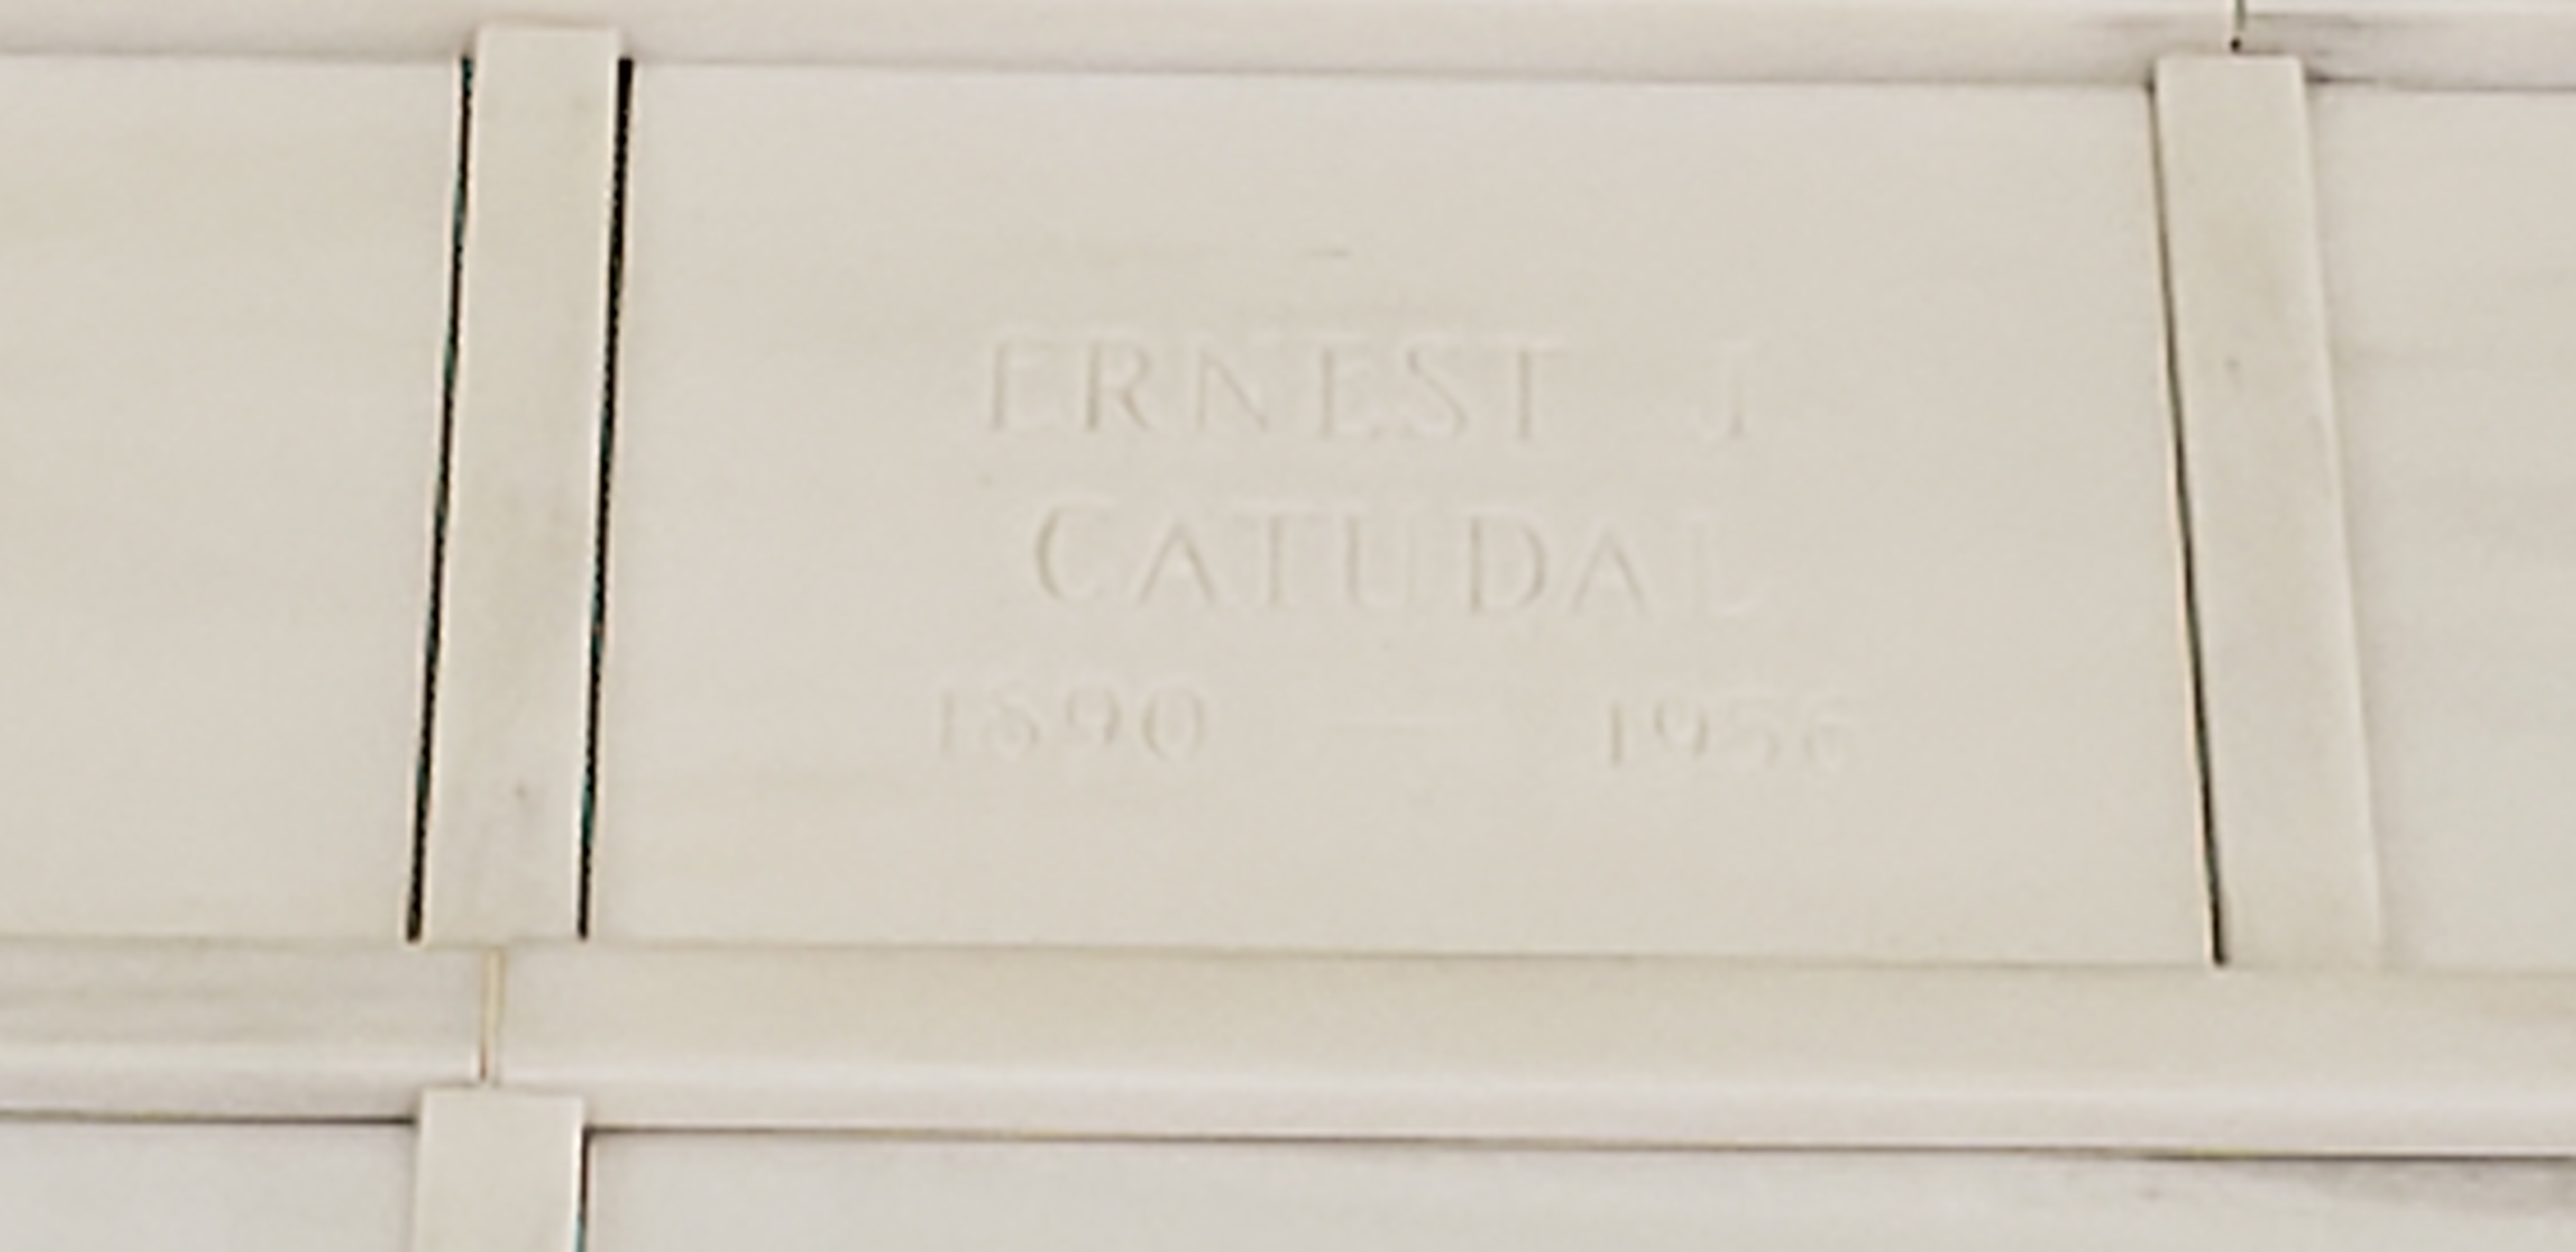 ERNEST J
CATUDAL
1890 — 1956